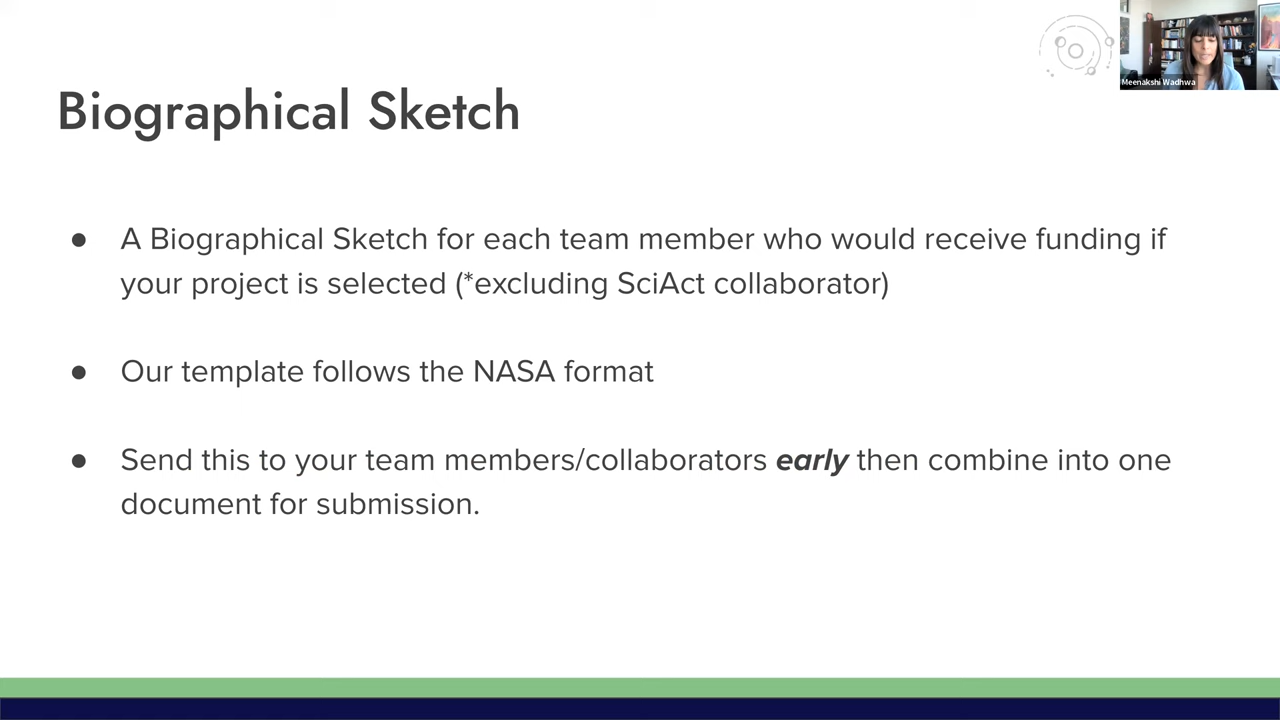 Meenakshi Wadhwa
Biographical Sketch
● A Biographical Sketch for each team member who would receive funding if
your project is selected (*excluding SciAct collaborator)
● Our template follows the NASA format
● Send this to your team members/collaborators early then combine into one
document for submission.